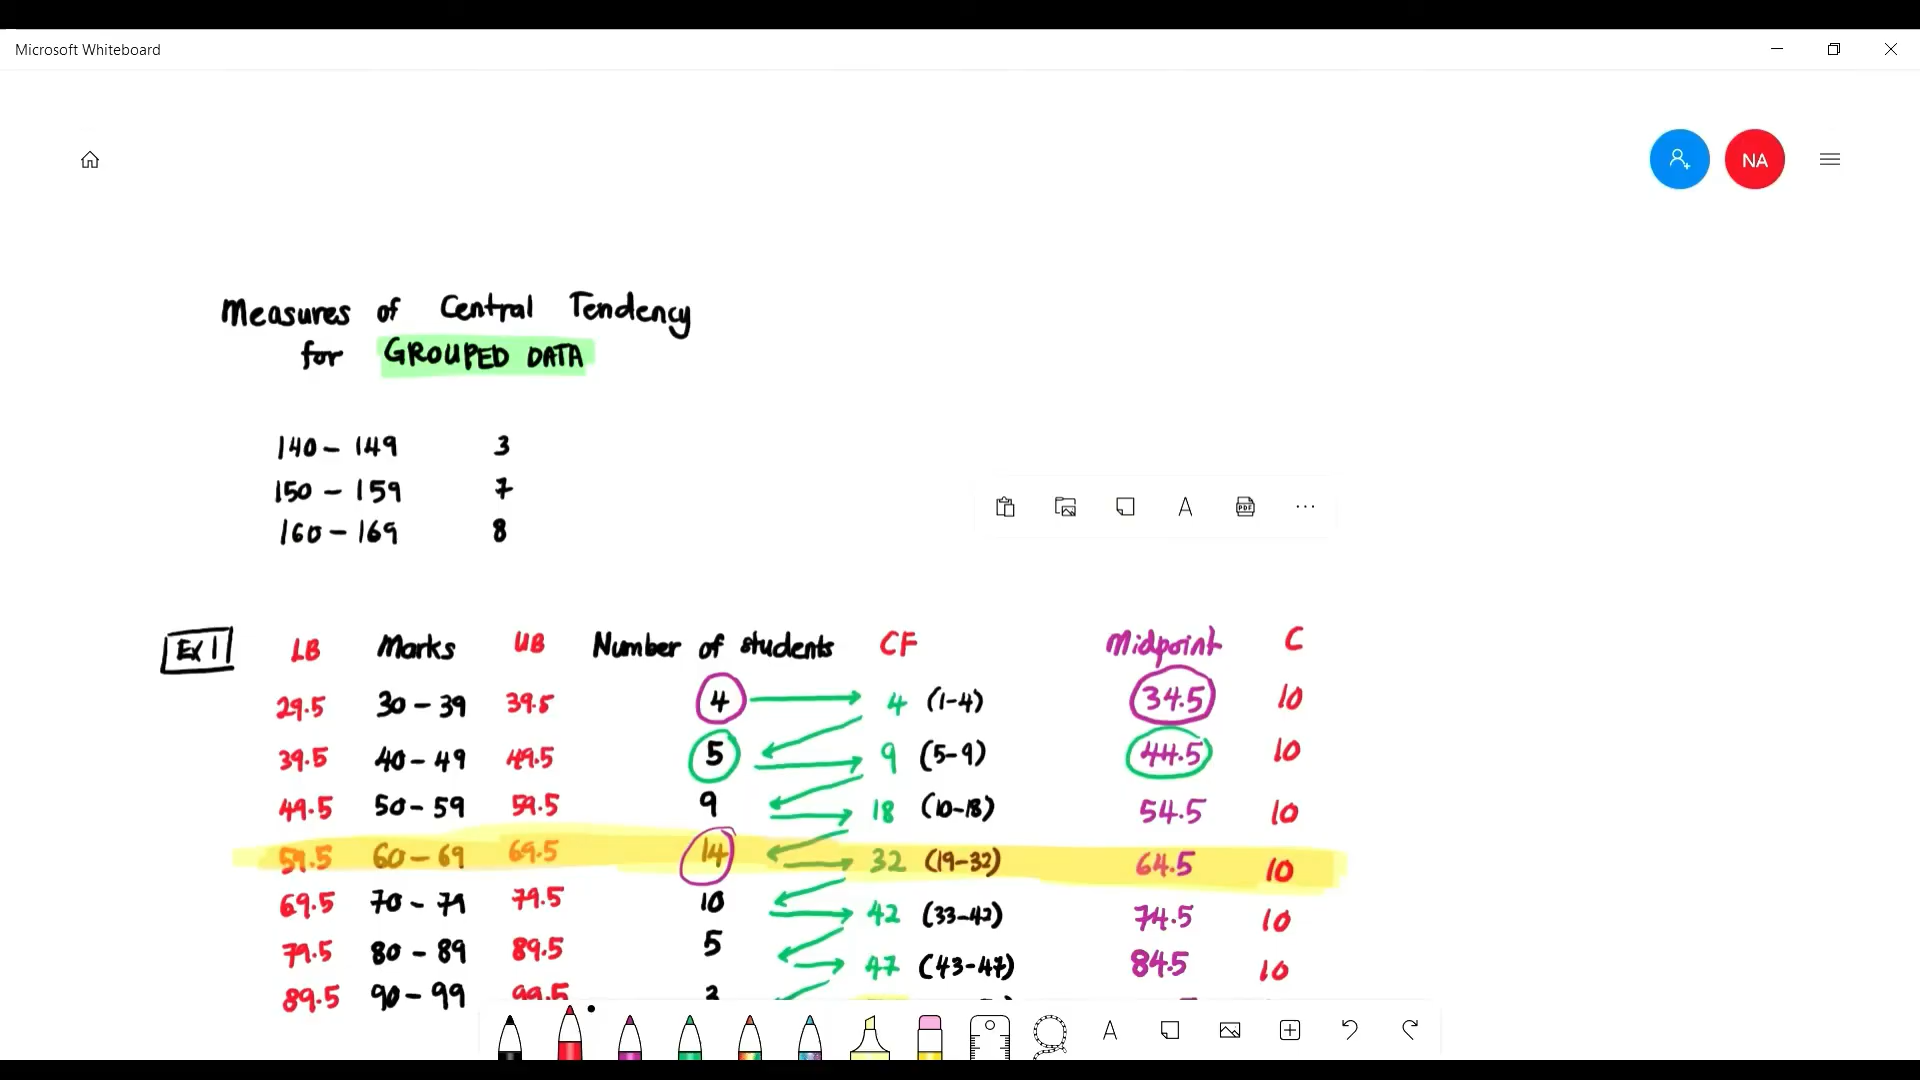 Microsoft Whiteboard
NA
Measures of Central Tendency
for GROUPED DATA
140 - 149 3
150 - 159 7
160 - 169 8
A
PDF
Ex 1 LB Marks UB Number of students CF Midpoint C
29.5 30 - 39 39.5 4 4 (1-4) 34.5 10
39.5 40 - 49 49.5 5 9 (5-9) 44.5 10
49.5 50 - 59 59.5 9 18 (10-18) 54.5 10
59.5 60 - 69 69.5 14 32 (19-32) 64.5 10
69.5 70 - 79 79.5 10 42 (33-42) 74.5 10
79.5 80 - 89 89.5 5 47 (43-47) 84.5 10
89.5 90 - 99 99.5 3
A